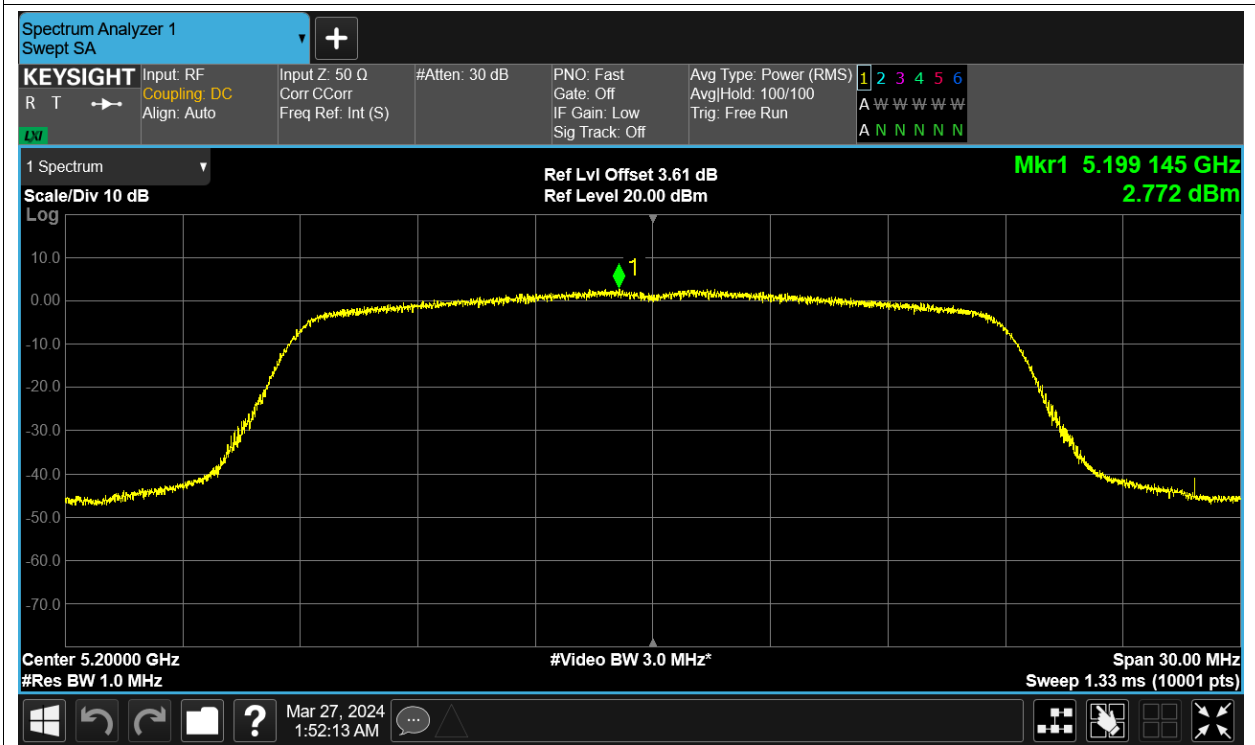 Spectrum Analyzer 1
Swept SA
KEYSIGHT
R T
LXI
Input: RF
Coupling: DC
Align: Auto
Input Z: 50 Ω
Corr CCorr
Freq Ref: Int (S)
#Atten: 30 dB
PNO: Fast
Gate: Off
IF Gain: Low
Sig Track: Off
Avg Type: Power (RMS)
Avg|Hold: 100/100
Trig: Free Run
1 2 3 4 5 6
A W W W W W
A N N N N N
1 Spectrum
Scale/Div 10 dB
Ref Lvl Offset 3.61 dB
Ref Level 20.00 dBm
Mkr1 5.199 145 GHz
2.772 dBm
Log
10.0
0.00
-10.0
-20.0
-30.0
-40.0
-50.0
-60.0
-70.0
1
Center 5.20000 GHz
#Res BW 1.0 MHz
#Video BW 3.0 MHz*
Span 30.00 MHz
Sweep 1.33 ms (10001 pts)
?
Mar 27, 2024
1:52:13 AM